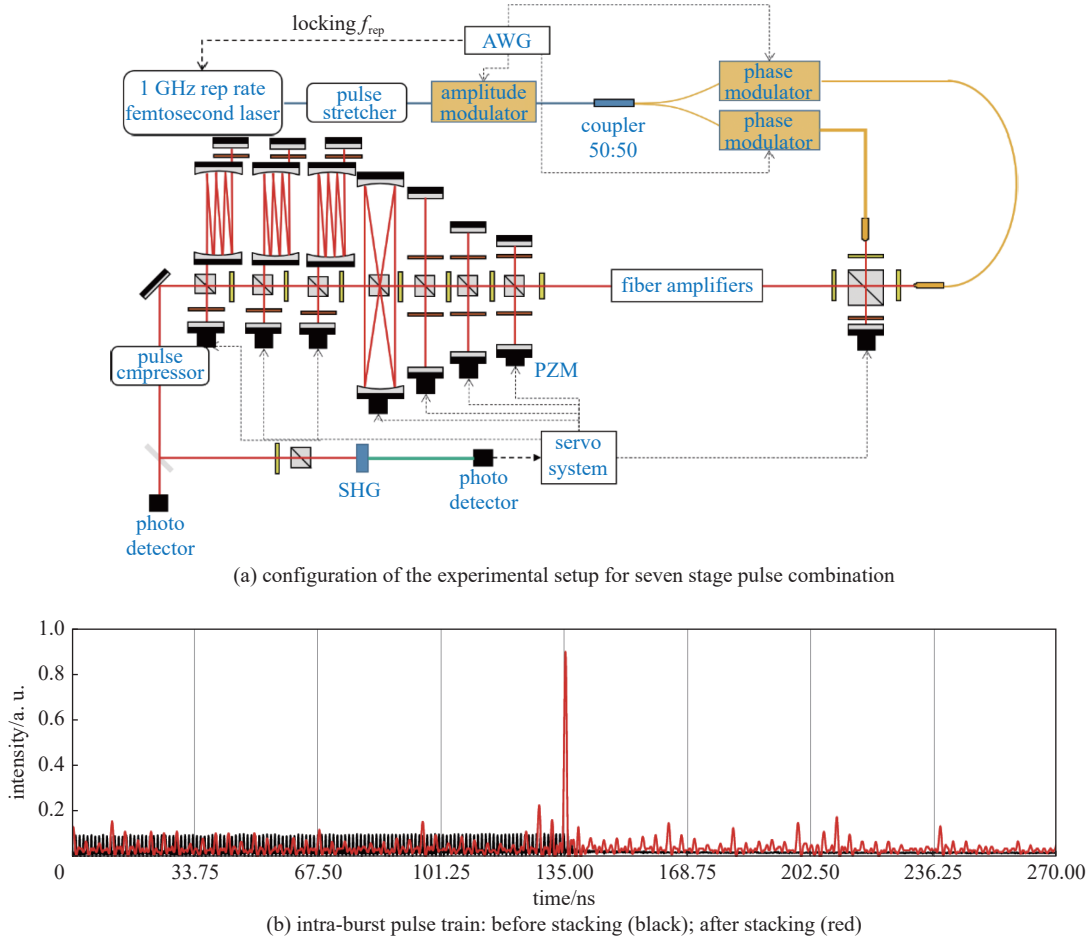 locking f_rep
AWG
1 GHz rep rate
femtosecond laser
pulse
stretcher
amplitude
modulator
coupler
50:50
phase
modulator
phase
modulator
fiber amplifiers
PZM
pulse
cmpressor
servo
system
SHG
photo
detector
photo
detector
(a) configuration of the experimental setup for seven stage pulse combination
intensity/a. u.
1.0
0.8
0.6
0.4
0.2
0 33.75 67.50 101.25 135.00 168.75 202.50 236.25 270.00
time/ns
(b) intra-burst pulse train: before stacking (black); after stacking (red)